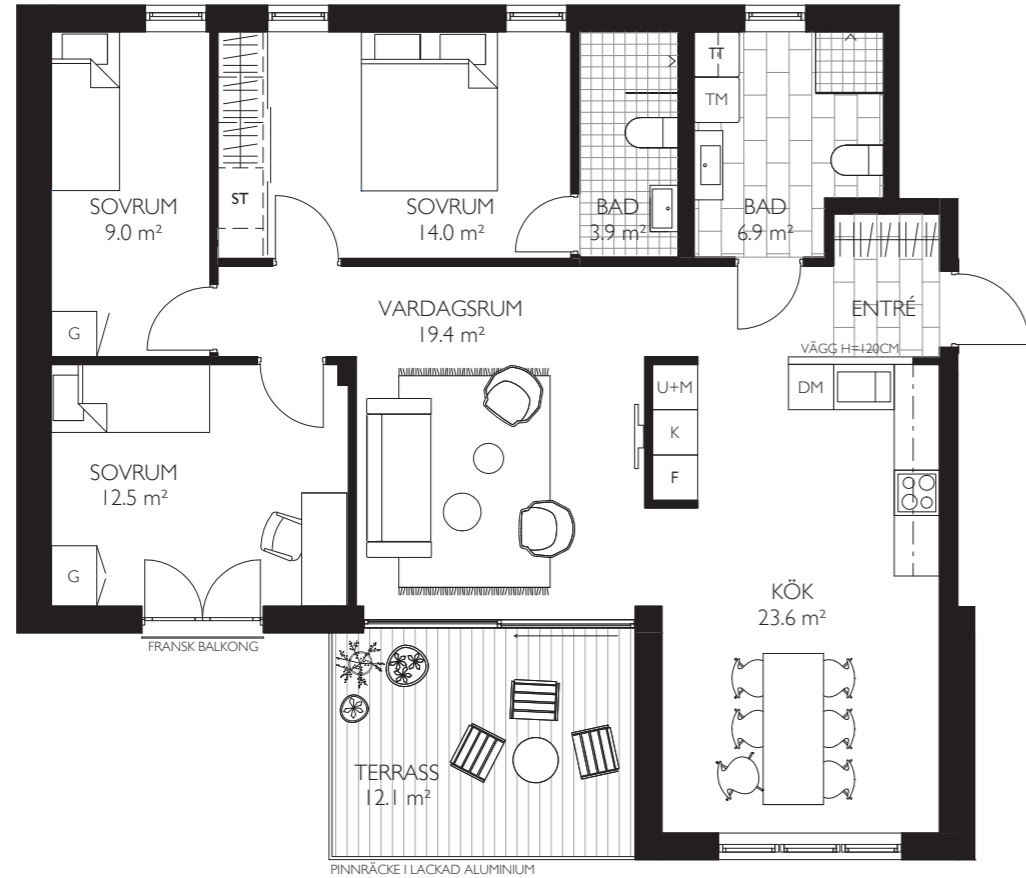 TT
TM
ST
SOVRUM
9.0 m²
SOVRUM
14.0 m²
BAD
3.9 m²
BAD
6.9 m²
VARDAGSRUM
19.4 m²
ENTRÉ
G
VÄGG H=120CM
U+M
K
F
DM
SOVRUM
12.5 m²
G
KÖK
23.6 m²
FRANSK BALKONG
TERRASS
12.1 m²
PINNRÄCKE I LACKAD ALUMINIUM